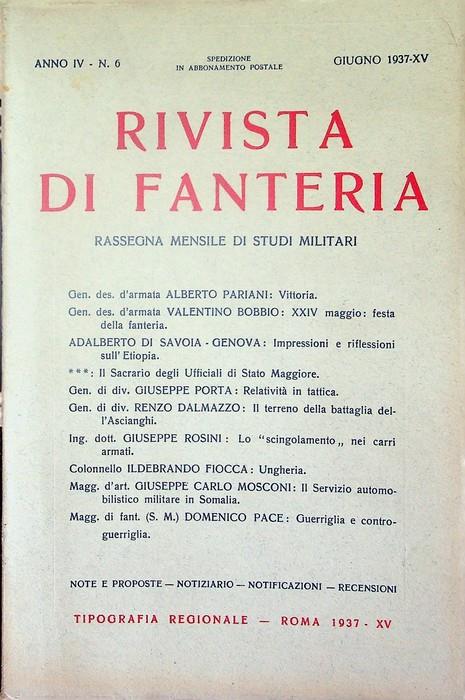 ANNO IV - N. 6
SPEDIZIONE
IN ABBONAMENTO POSTALE
GIUGNO 1937-XV
RIVISTA
DI FANTERIA
RASSEGNA MENSILE DI STUDI MILITARI
Gen. des. d'armata ALBERTO PARIANI: Vittoria.
Gen. des. d'armata VALENTINO BOBBIO: XXIV maggio: festa
della fanteria.
ADALBERTO DI SAVOIA - GENOVA: Impressioni e riflessioni
sull'Etiopia.
***: Il Sacrario degli Ufficiali di Stato Maggiore.
Gen. di div. GIUSEPPE PORTA: Relatività in tattica.
Gen. di div. RENZO DALMAZZO: Il terreno della battaglia del-
l'Ascianghi.
Ing. dott. GIUSEPPE ROSINI: Lo "scingolamento„ nei carri
armati.
Colonnello ILDEBRANDO FIOCCA: Ungheria.
Magg. d'art. GIUSEPPE CARLO MOSCONI: Il Servizio automo-
bilistico militare in Somalia.
Magg. di fant. (S. M.) DOMENICO PACE: Guerriglia e contro-
guerriglia.
NOTE E PROPOSTE — NOTIZIARIO — NOTIFICAZIONI — RECENSIONI
TIPOGRAFIA REGIONALE — ROMA 1937 - XV